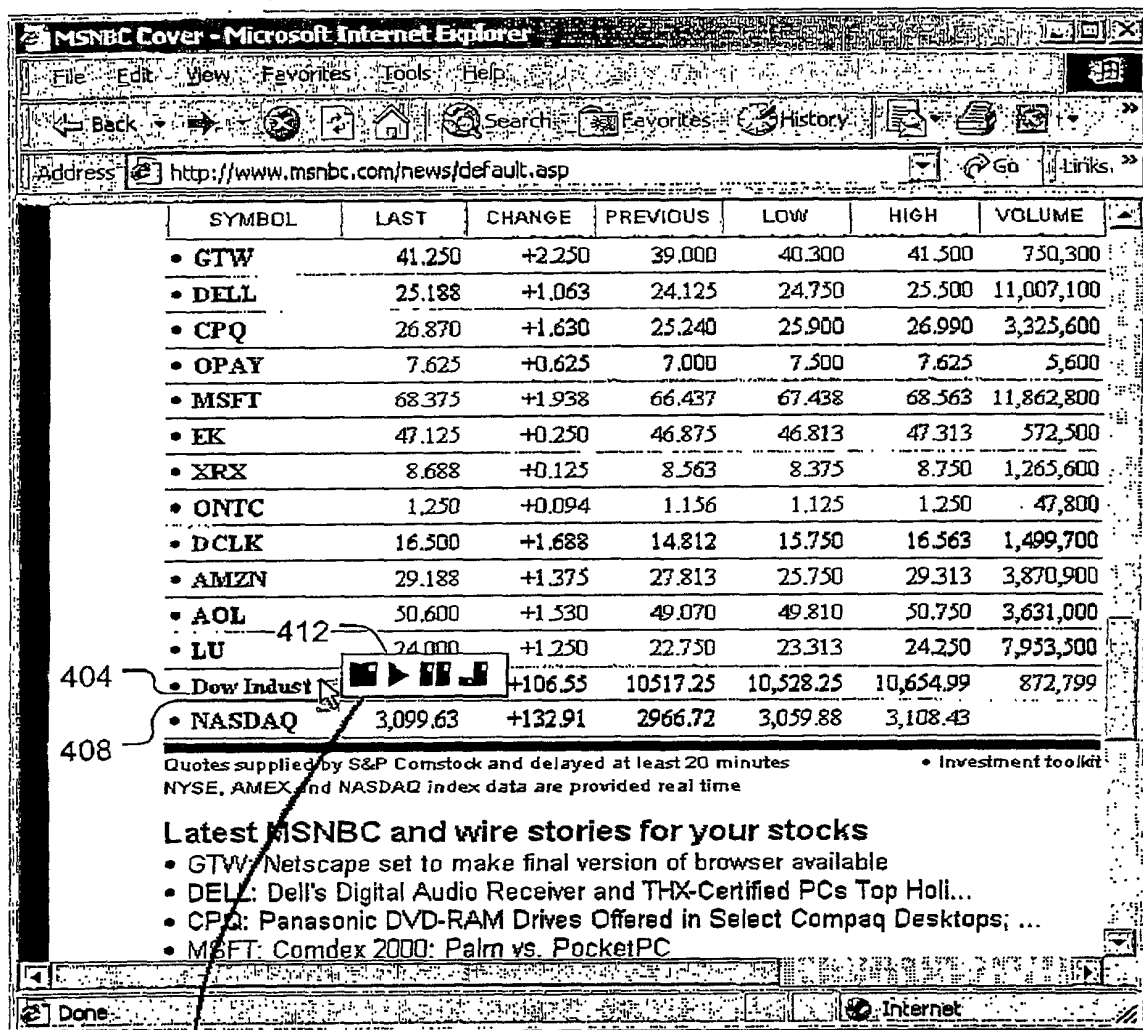 MSNBC Cover - Microsoft Internet Explorer
File Edit View Favorites Tools Help
Back Search Favorites History »
Address http://www.msnbc.com/news/default.asp Go Links »
SYMBOL LAST CHANGE PREVIOUS LOW HIGH VOLUME
• GTW 41.250 +2.250 39.000 40.300 41.500 750,300
• DELL 25.188 +1.063 24.125 24.750 25.500 11,007,100
• CPQ 26.870 +1.630 25.240 25.900 26.990 3,325,600
• OPAY 7.625 +0.625 7.000 7.500 7.625 5,600
• MSFT 68.375 +1.938 66.437 67.438 68.563 11,862,800
• EK 47.125 +0.250 46.875 46.813 47.313 572,500
• XRX 8.688 +0.125 8.563 8.375 8.750 1,265,600
• ONTC 1.250 +0.094 1.156 1.125 1.250 47,800
• DCLK 16.500 +1.688 14.812 15.750 16.563 1,499,700
• AMZN 29.188 +1.375 27.813 25.750 29.313 3,870,900
• AOL 50.600 +1.530 49.070 49.810 50.750 3,631,000
412
• LU 24.000 +1.250 22.750 23.313 24.250 7,953,500
404
• Dow Indust +106.55 10517.25 10,528.25 10,654.99 872,799
• NASDAQ 3,099.63 +132.91 2966.72 3,059.88 3,108.43
408
Quotes supplied by S&P Comstock and delayed at least 20 minutes • Investment toolkit
NYSE, AMEX and NASDAQ index data are provided real time
Latest MSNBC and wire stories for your stocks
• GTW: Netscape set to make final version of browser available
• DELL: Dell's Digital Audio Receiver and THX-Certified PCs Top Holi...
• CPQ: Panasonic DVD-RAM Drives Offered in Select Compaq Desktops; ...
• MSFT: Comdex 2000: Palm vs. PocketPC
Done Internet